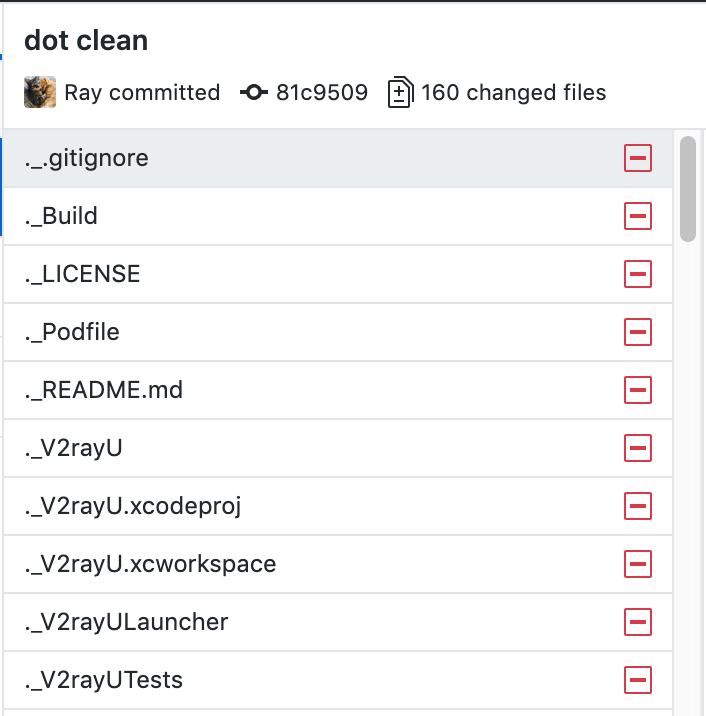 dot clean
Ray committed 81c9509 160 changed files
._.gitignore
._Build
._LICENSE
._Podfile
._README.md
._V2rayU
._V2rayU.xcodeproj
._V2rayU.xcworkspace
._V2rayULauncher
._V2rayUTests